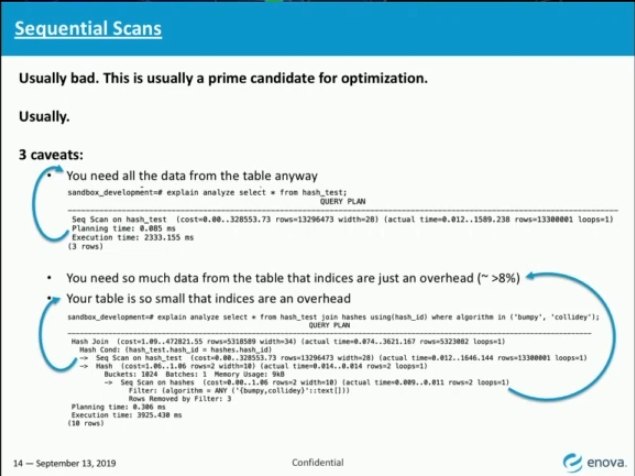 Sequential Scans
Usually bad. This is usually a prime candidate for optimization.
Usually.
3 caveats:
• You need all the data from the table anyway
sandbox_development=# explain analyze select * from hash_test;
QUERY PLAN
Seq Scan on hash_test (cost=0.00..328553.73 rows=13296473 width=28) (actual time=0.012..1589.238 rows=13300001 loops=1)
Planning time: 0.085 ms
Execution time: 2333.155 ms
(3 rows)
• You need so much data from the table that indices are just an overhead (~ >8%)
• Your table is so small that indices are an overhead
sandbox_development=# explain analyze select * from hash_test join hashes using(hash_id) where algorithm in ('bumpy', 'collidey');
QUERY PLAN
Hash Join (cost=1.09..472821.55 rows=5318589 width=34) (actual time=0.074..3621.167 rows=5323082 loops=1)
Hash Cond: (hash_test.hash_id = hashes.hash_id)
-> Seq Scan on hash_test (cost=0.00..328553.73 rows=13296473 width=28) (actual time=0.012..1646.144 rows=13300001 loops=1)
-> Hash (cost=1.06..1.06 rows=2 width=10) (actual time=0.014..0.014 rows=2 loops=1)
Buckets: 1024 Batches: 1 Memory Usage: 9kB
-> Seq Scan on hashes (cost=0.00..1.06 rows=2 width=10) (actual time=0.009..0.011 rows=2 loops=1)
Filter: (algorithm = ANY ('{bumpy,collidey}'::text[]))
Rows Removed by Filter: 3
Planning time: 0.306 ms
Execution time: 3925.430 ms
(10 rows)
14 — September 13, 2019
Confidential
enova.